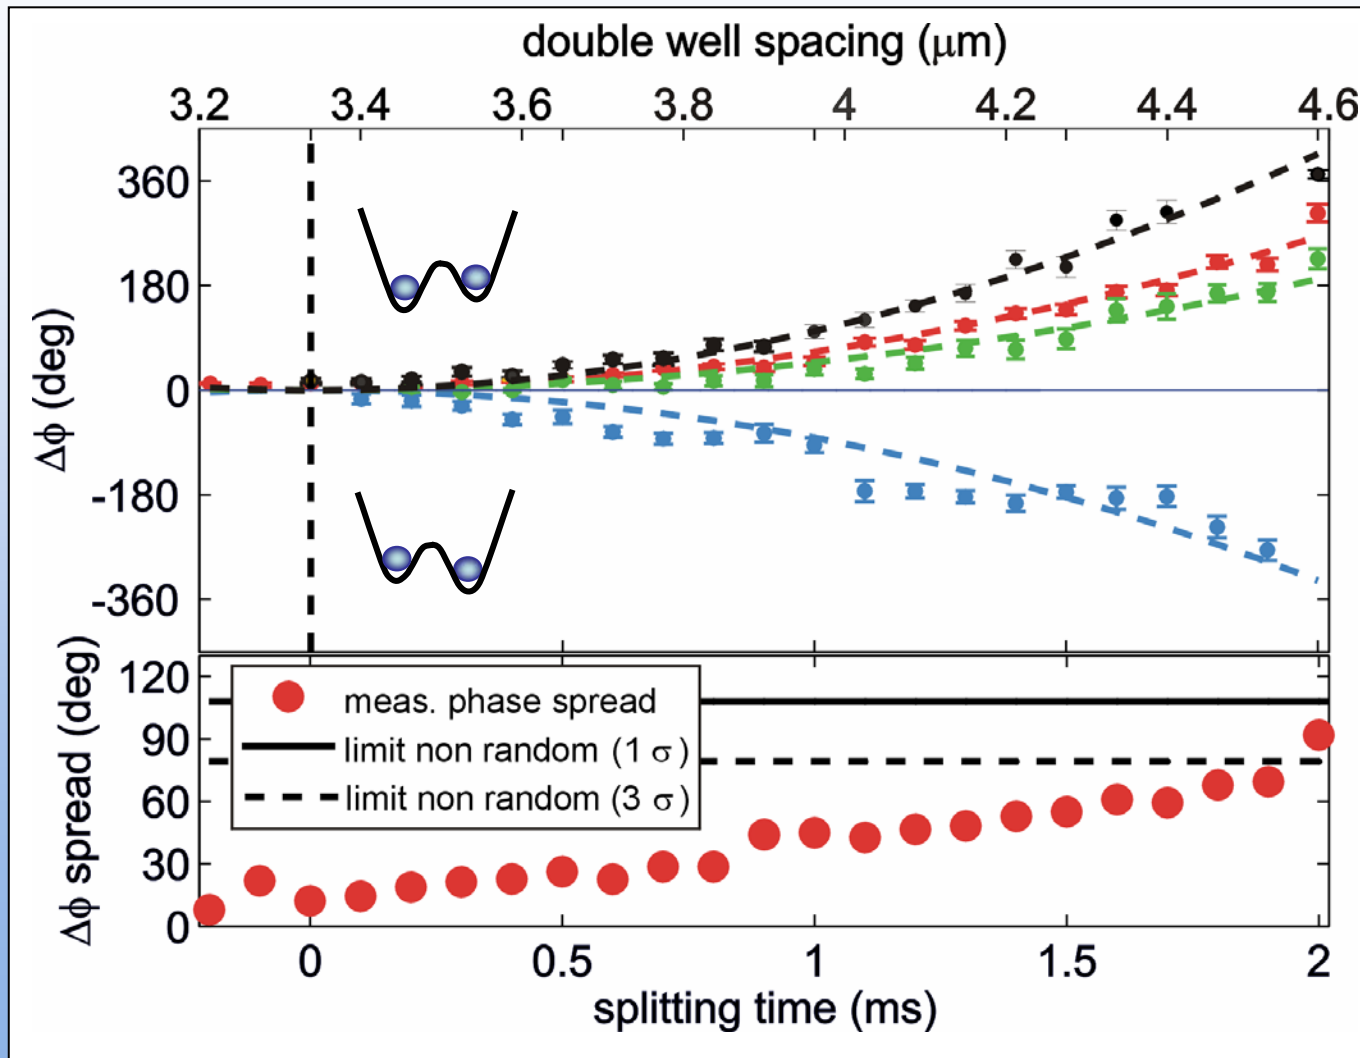 double well spacing (μm)
3.2 3.4 3.6 3.8 4 4.2 4.4 4.6
Δϕ (deg)
360
180
0
-180
-360
Δϕ spread (deg)
120
90
60
30
0
meas. phase spread
limit non random (1 σ)
limit non random (3 σ)
0 0.5 1 1.5 2
splitting time (ms)